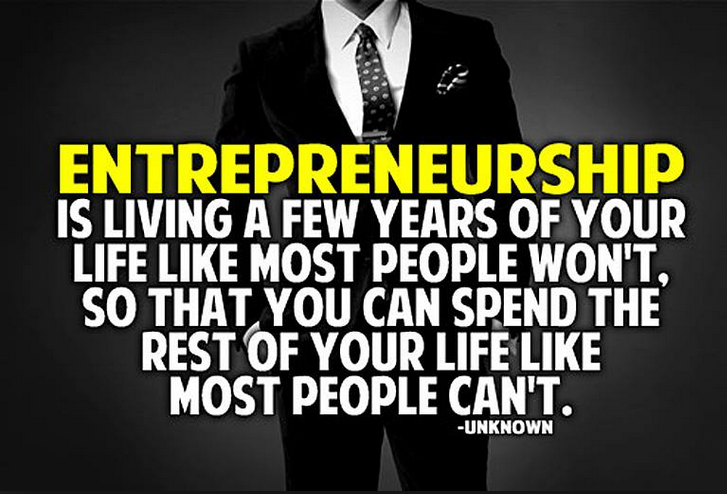 ENTREPRENEURSHIP
IS LIVING A FEW YEARS OF YOUR
LIFE LIKE MOST PEOPLE WON'T,
SO THAT YOU CAN SPEND THE
REST OF YOUR LIFE LIKE
MOST PEOPLE CAN'T.
-UNKNOWN